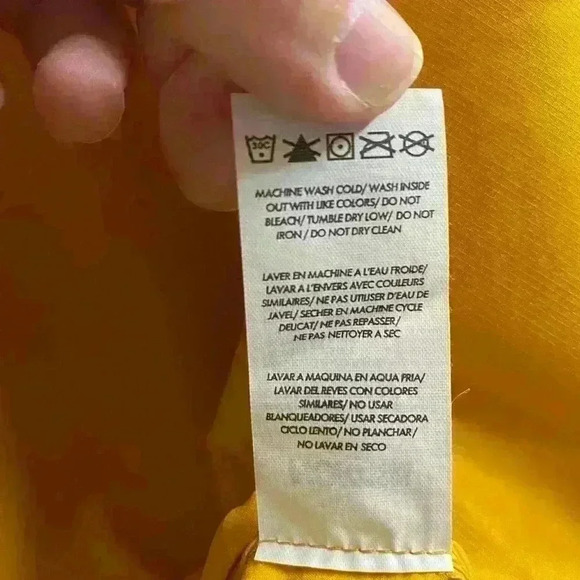 30C
MACHINE WASH COLD/ WASH INSIDE
OUT WITH LIKE COLORS/ DO NOT
BLEACH/ TUMBLE DRY LOW/ DO NOT
IRON/ DO NOT DRY CLEAN
LAVER EN MACHINE A L'EAU FROIDE/
LAVAR A L'ENVERS AVEC COULEURS
SIMILAIRES/ NE PAS UTILISER D'EAU DE
JAVEL/ SECHER EN MACHINE CYCLE
DELICAT/ NE PAS REPASSER/
NE PAS NETTOYER A SEC
LAVAR A MAQUINA EN AQUA FRIA/
LAVAR DEL REVES CON COLORES
SIMILARES/ NO USAR
BLANQUEADORES/ USAR SECADORA
CICLO LENTO/ NO PLANCHAR/
NO LAVAR EN SECO